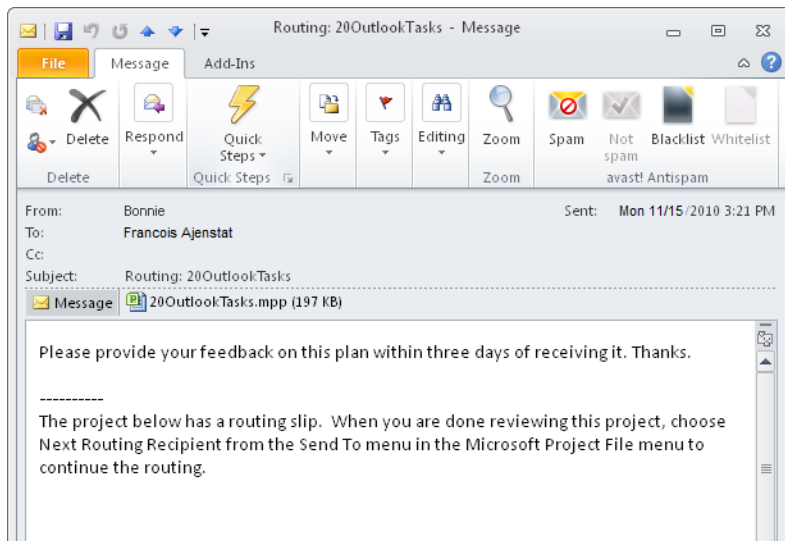 Routing: 20OutlookTasks - Message
File Message Add-Ins
Delete Respond Quick Steps Move Tags Editing Zoom Spam Not spam Blacklist Whitelist
Delete Quick Steps Zoom avast! Antispam
From: Bonnie Sent: Mon 11/15/2010 3:21 PM
To: Francois Ajenstat
Cc:
Subject: Routing: 20OutlookTasks
Message 20OutlookTasks.mpp (197 KB)
Please provide your feedback on this plan within three days of receiving it. Thanks.
----------
The project below has a routing slip. When you are done reviewing this project, choose
Next Routing Recipient from the Send To menu in the Microsoft Project File menu to
continue the routing.